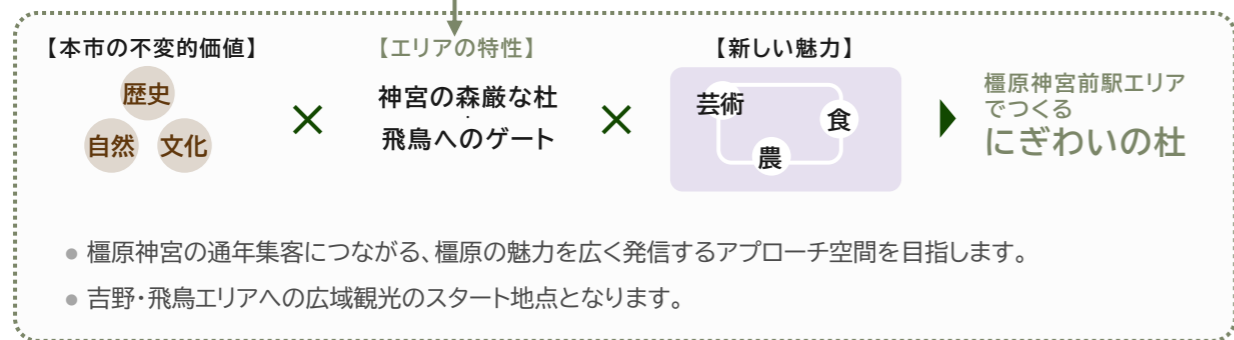 【本市の不変的価値】
歴史
自然
文化
×
【エリアの特性】
神宮の森厳な杜
・
飛鳥へのゲート
×
【新しい魅力】
芸術
食
農
橿原神宮前駅エリア
でつくる
にぎわいの杜
● 橿原神宮の通年集客につながる、橿原の魅力を広く発信するアプローチ空間を目指します。
● 吉野・飛鳥エリアへの広域観光のスタート地点となります。